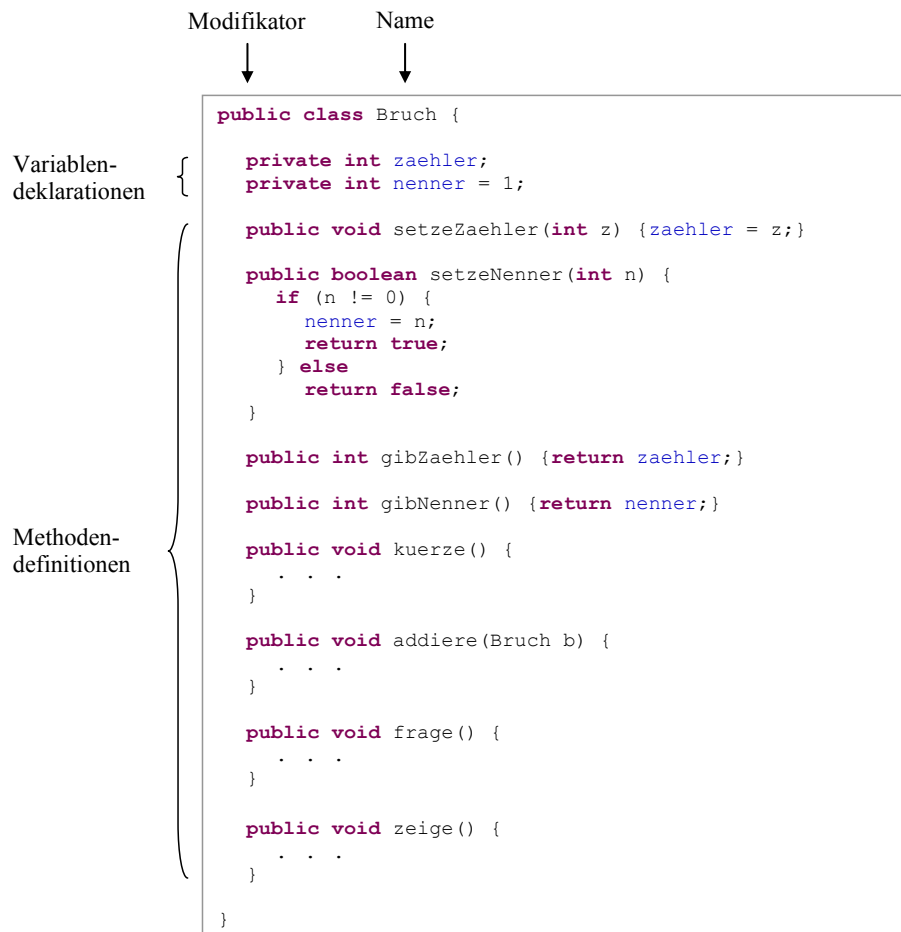 Modifikator Name
public class Bruch {
Variablen-
deklarationen
private int zaehler;
private int nenner = 1;
public void setzeZaehler(int z) {zaehler = z;}
public boolean setzeNenner(int n) {
if (n != 0) {
nenner = n;
return true;
} else
return false;
}
public int gibZaehler() {return zaehler;}
public int gibNenner() {return nenner;}
Methoden-
definitionen
public void kuerze() {
. . .
}
public void addiere(Bruch b) {
. . .
}
public void frage() {
. . .
}
public void zeige() {
. . .
}
}